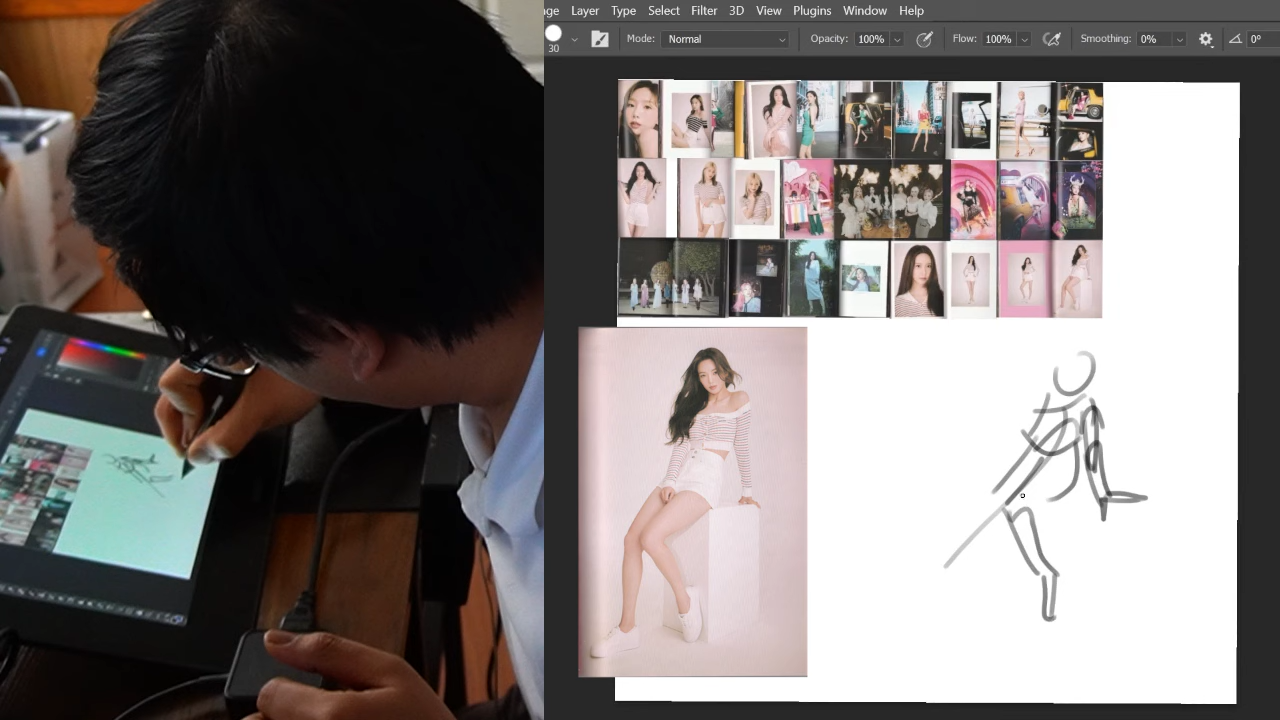 ge Layer Type Select Filter 3D View Plugins Window Help
30 Mode: Normal Opacity: 100% Flow: 100% Smoothing: 0% 0°